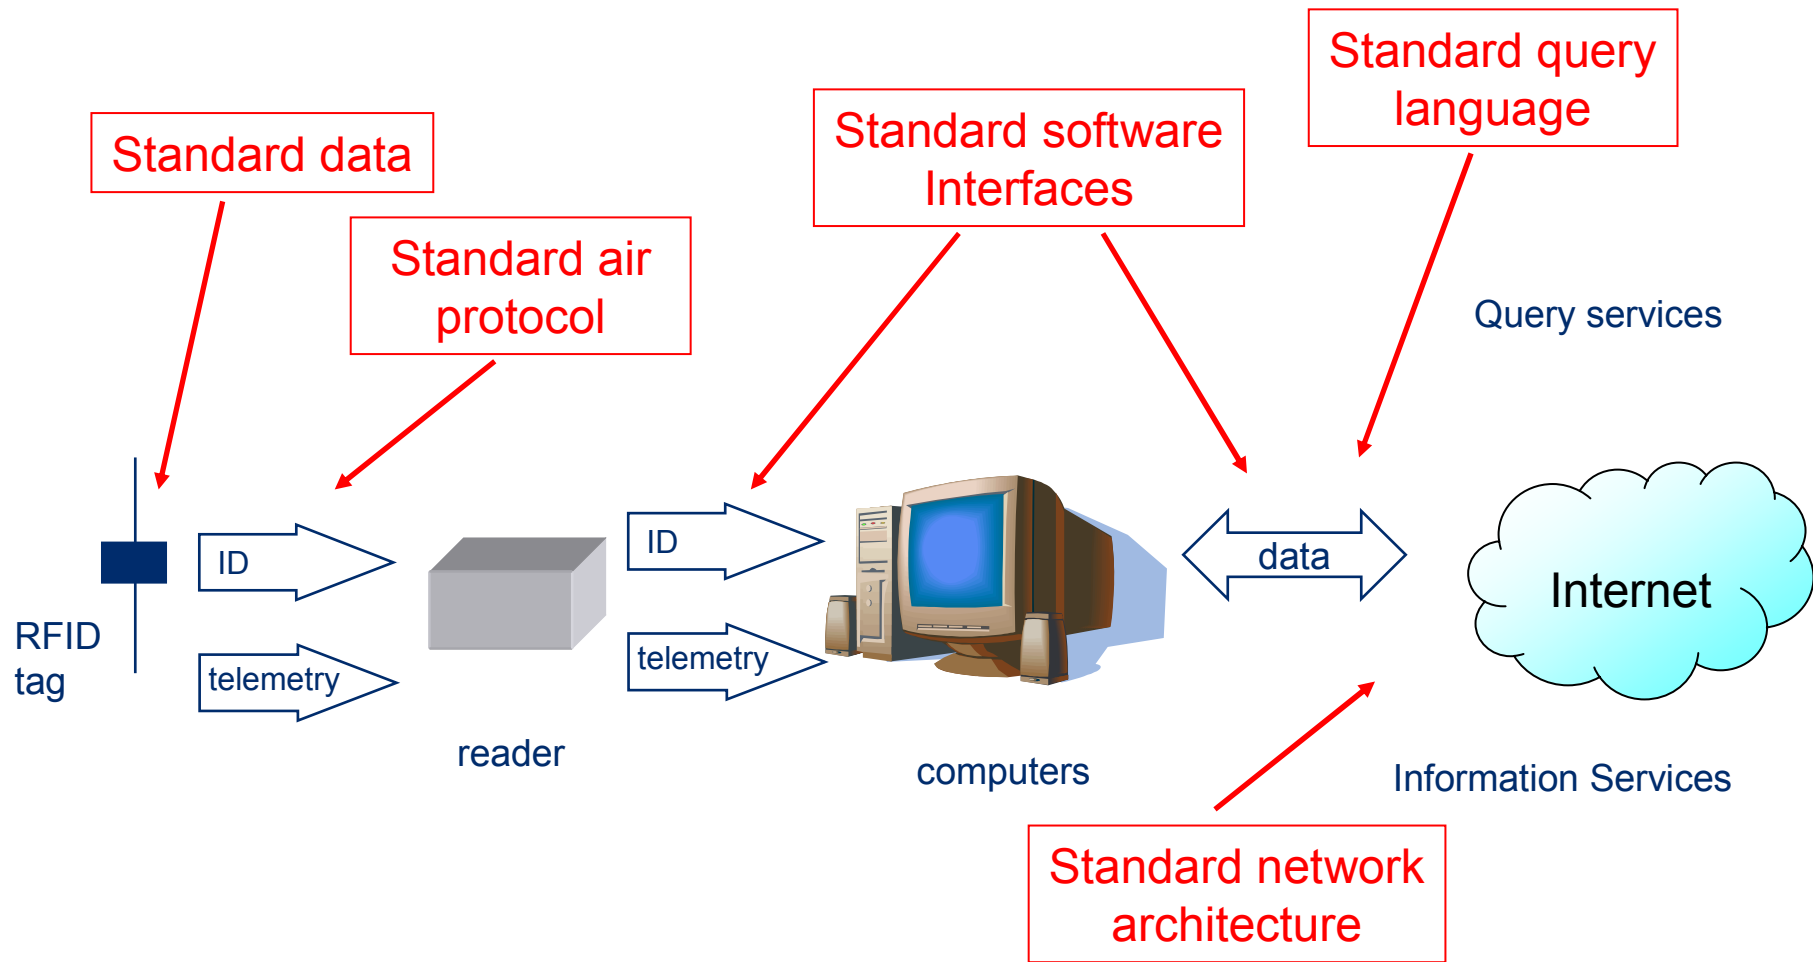 Standard query
language
Standard software
Interfaces
Standard data
Standard air
protocol
Query services
ID
ID
data
Internet
RFID
tag
telemetry
telemetry
reader
computers
Information Services
Standard network
architecture